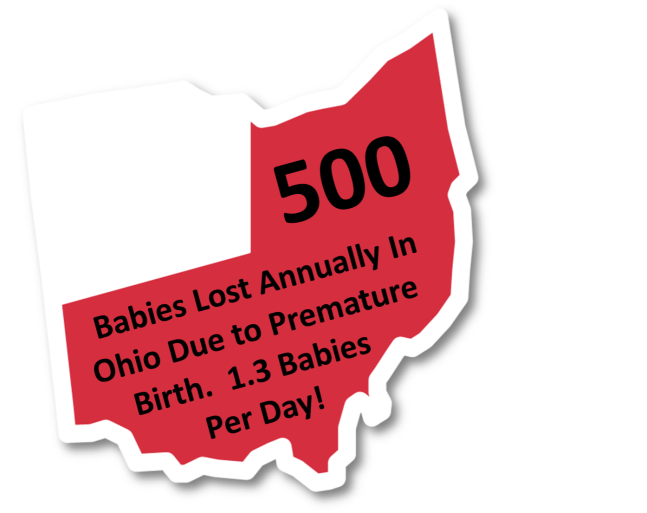 500
Babies Lost Annually In
Ohio Due to Premature
Birth.  1.3 Babies
Per Day!